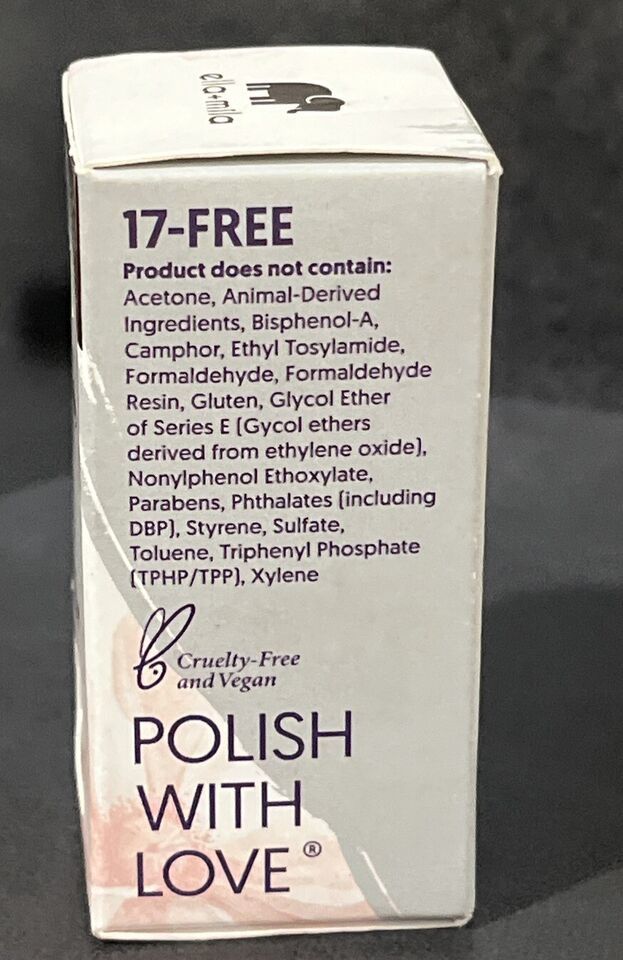 ella+mila
17-FREE
Product does not contain:
Acetone, Animal-Derived
Ingredients, Bisphenol-A,
Camphor, Ethyl Tosylamide,
Formaldehyde, Formaldehyde
Resin, Gluten, Glycol Ether
of Series E (Gycol ethers
derived from ethylene oxide),
Nonylphenol Ethoxylate,
Parabens, Phthalates (including
DBP), Styrene, Sulfate,
Toluene, Triphenyl Phosphate
(TPHP/TPP), Xylene
Cruelty-Free
and Vegan
POLISH
WITH
LOVE ®